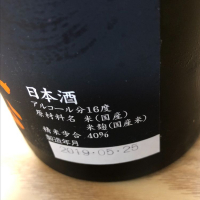 日本酒
アルコール分16度
原材料名 米(国産)
米麹(国産米)
精米歩合 40%
製造年月
2019.05.25